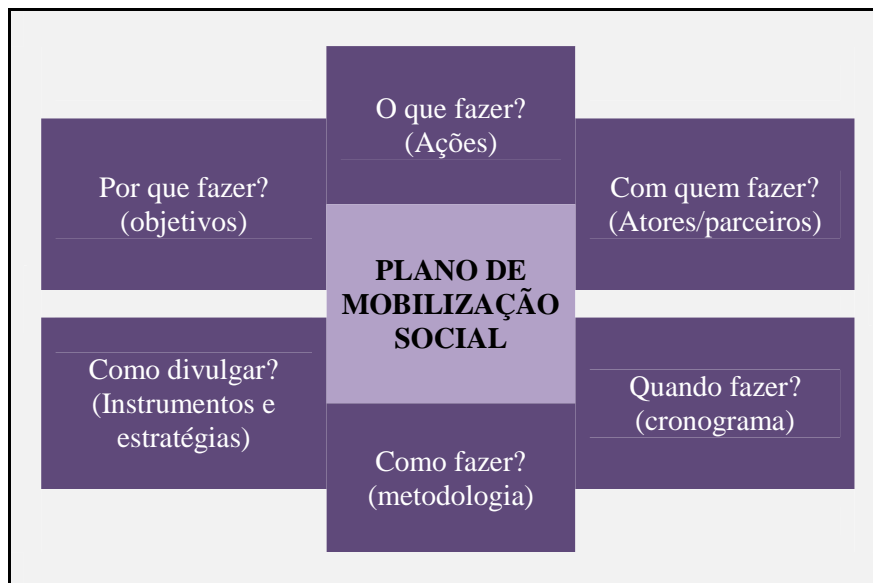 O que fazer?
(Ações)
Por que fazer?
(objetivos)
Com quem fazer?
(Atores/parceiros)
PLANO DE
MOBILIZAÇÃO
SOCIAL
Como divulgar?
(Instrumentos e
estratégias)
Quando fazer?
(cronograma)
Como fazer?
(metodologia)